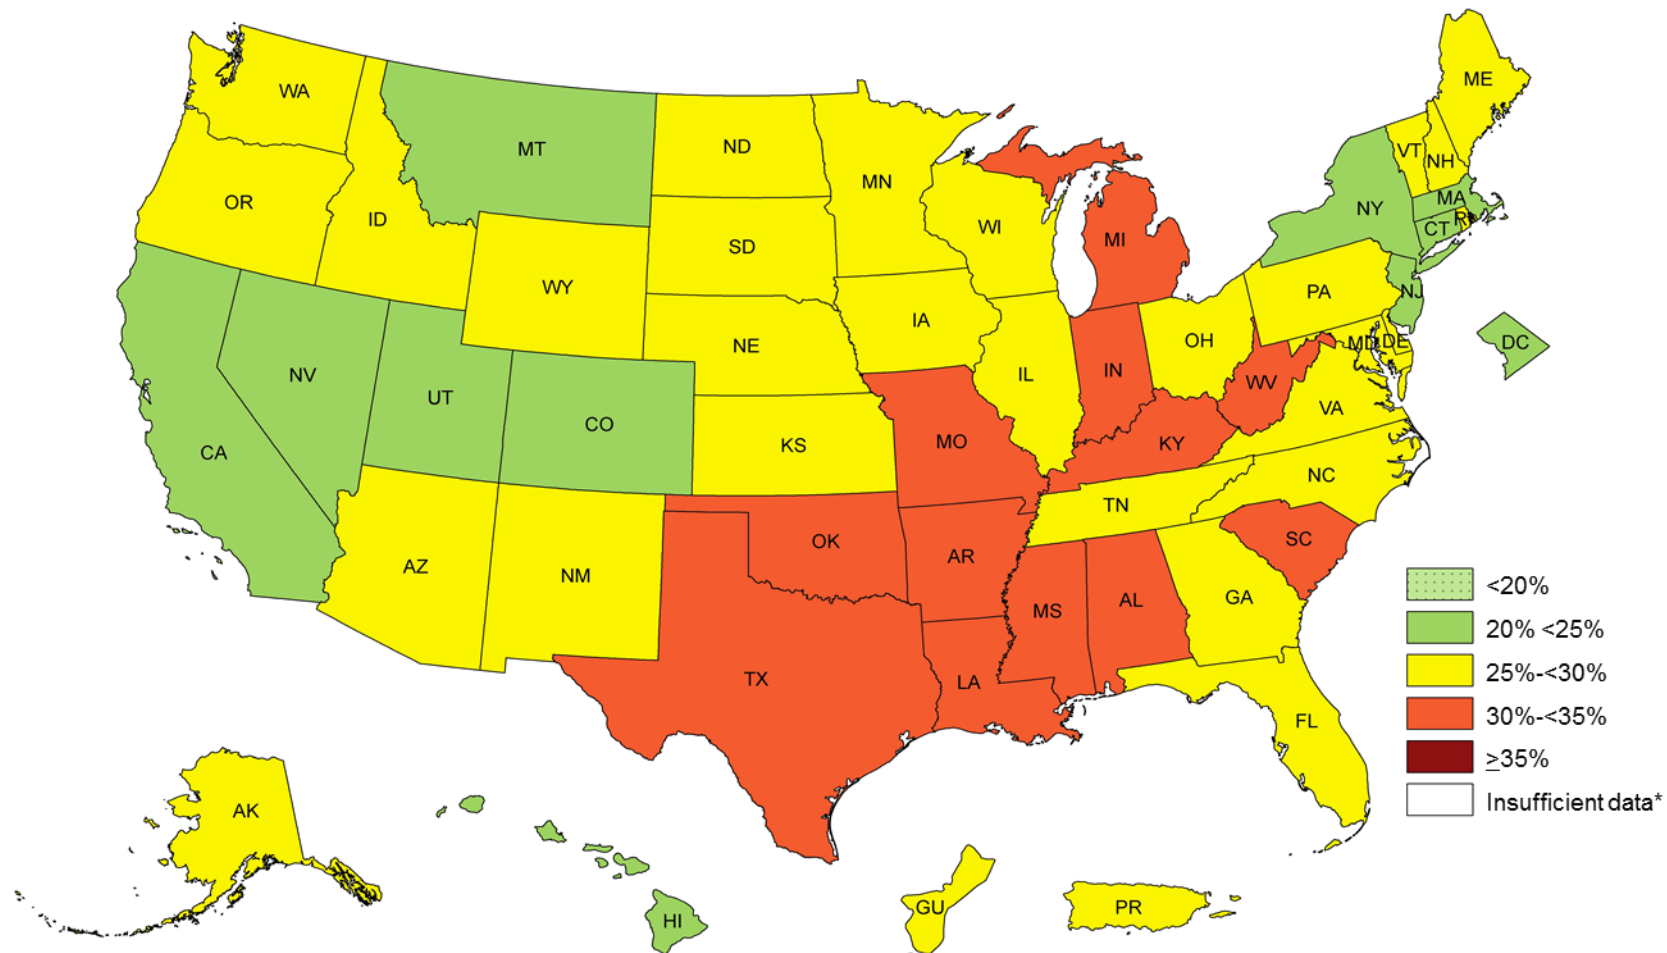 ME
WA
MT
ND
VT
NH
MN
OR
ID
MA
NY
RI
CT
WI
MI
SD
WY
PA
NJ
IA
OH
MD
DE
DC
NE
NV
IL
IN
WV
UT
VA
CO
MO
KY
KS
CA
NC
TN
OK
SC
AR
AZ
NM
<20%
GA
MS
AL
20% <25%
25%-<30%
TX
LA
30%-<35%
FL
≥35%
Insufficient data*
AK
GU
PR
HI